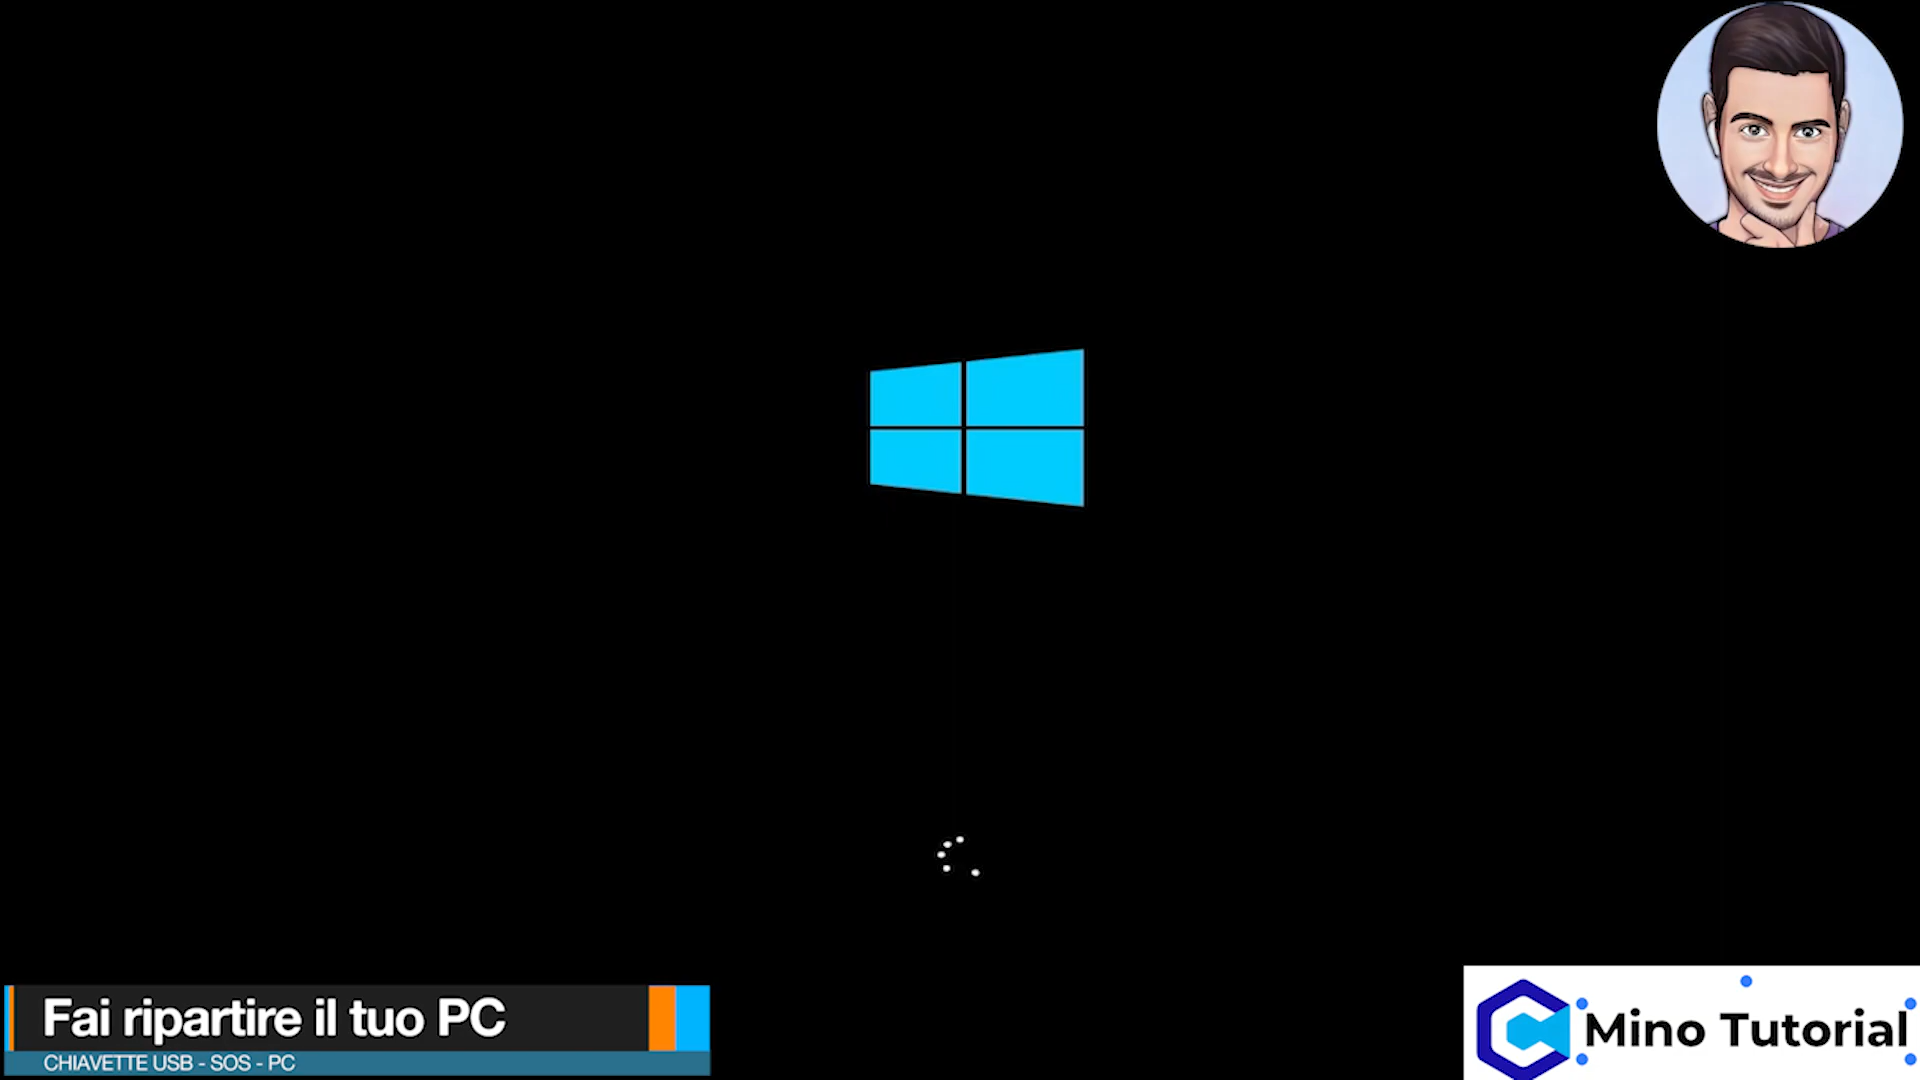 Fai ripartire il tuo PC
CHIAVETTE USB - SOS - PC
Mino Tutorial